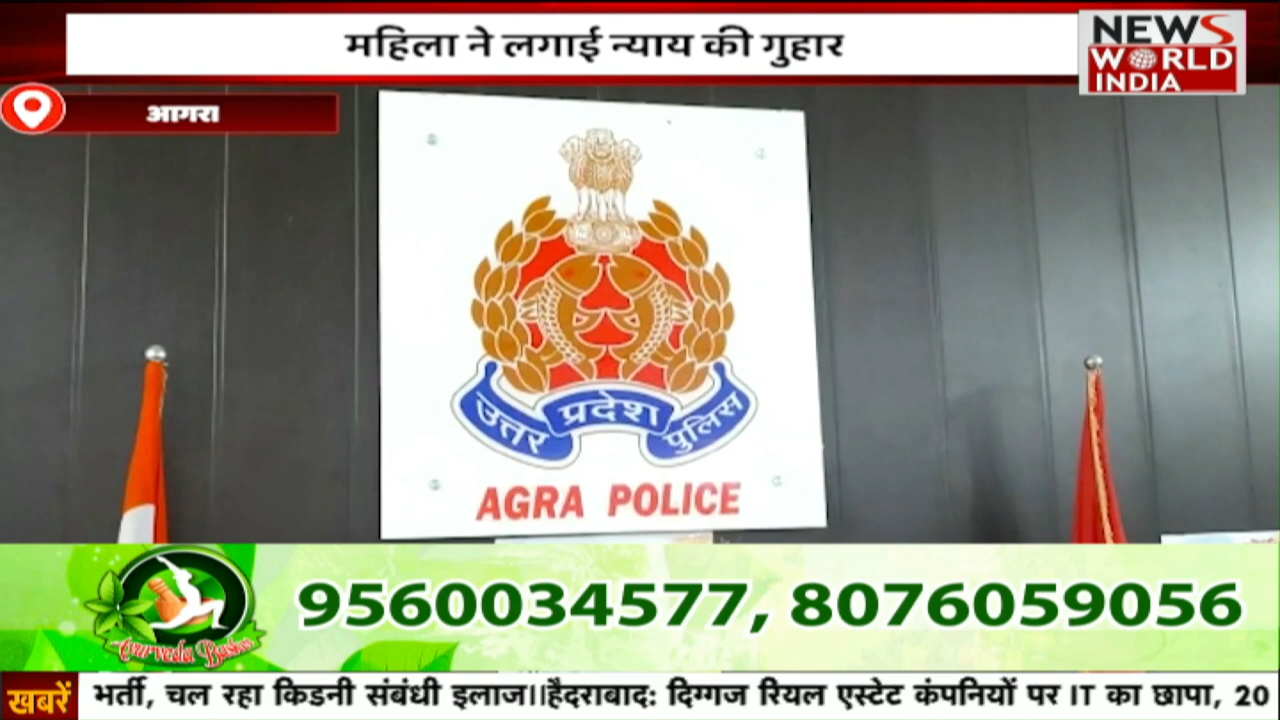 महिला ने लगाई न्याय की गुहार
NEWS
WORLD
INDIA
आगरा
उत्तर प्रदेश पुलिस
AGRA POLICE
9560034577, 8076059056
Ayurveda
खबरें
भर्ती, चल रहा किडनी संबंधी इलाज||हैदराबाद: दिग्गज रियल एस्टेट कंपनियों पर IT का छापा, 20